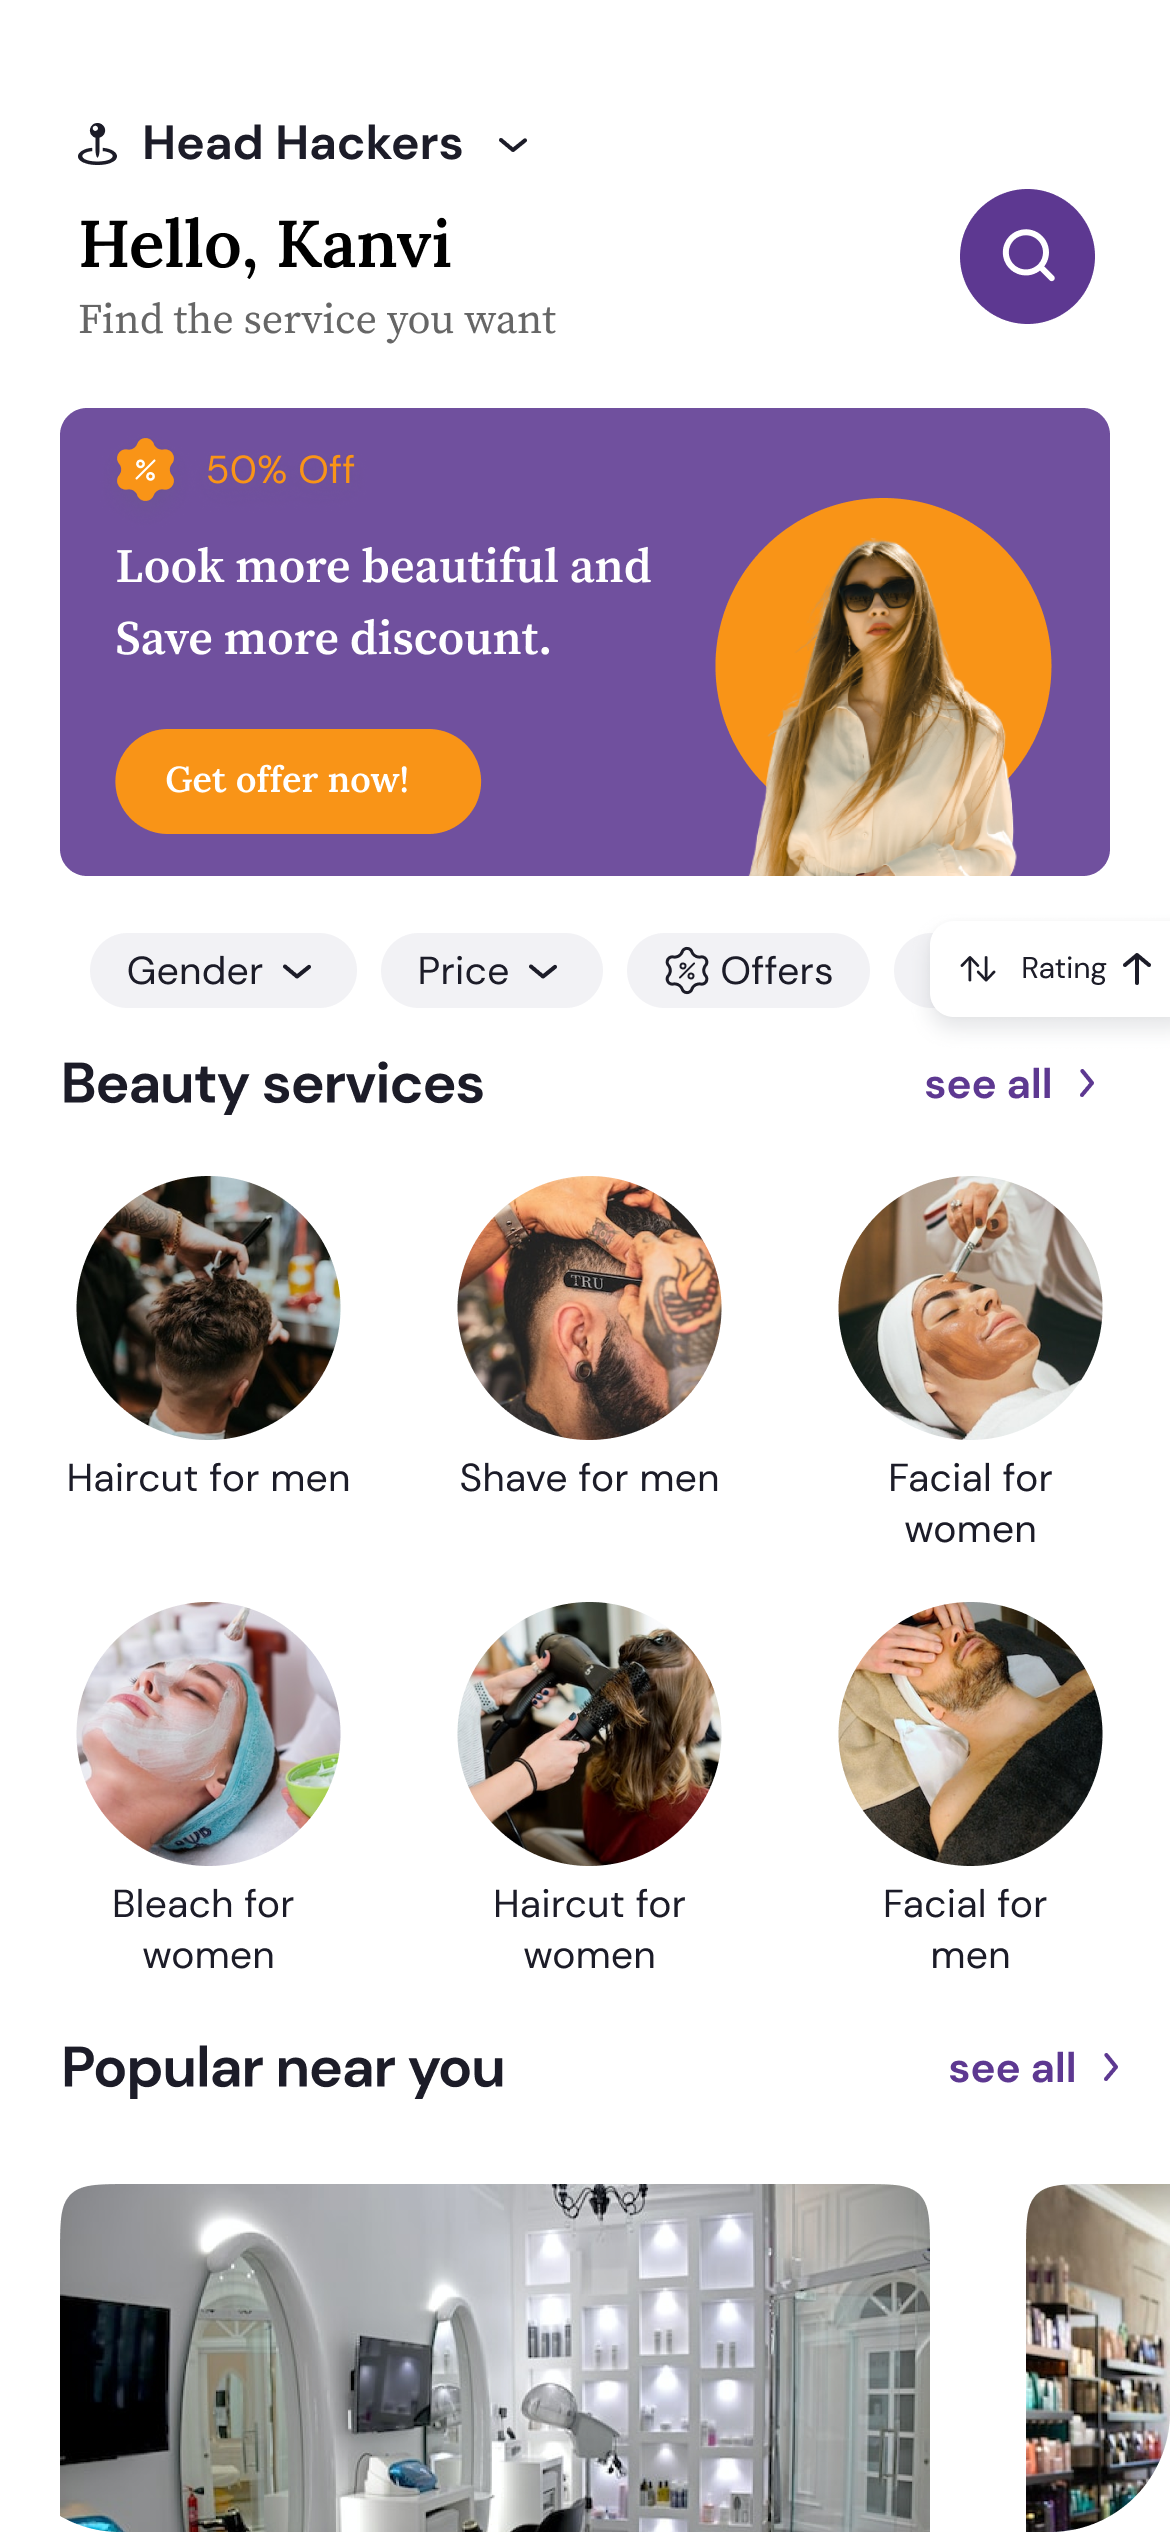 Head Hackers
Hello, Kanvi
Find the service you want
% 50% Off
Look more beautiful and
Save more discount.
Get offer now!
Gender
Price
% Offers
Rating
Beauty services
see all
TRU
Haircut for men
Shave for men
Facial for
women
Bleach for
women
Haircut for
women
Facial for
men
Popular near you
see all